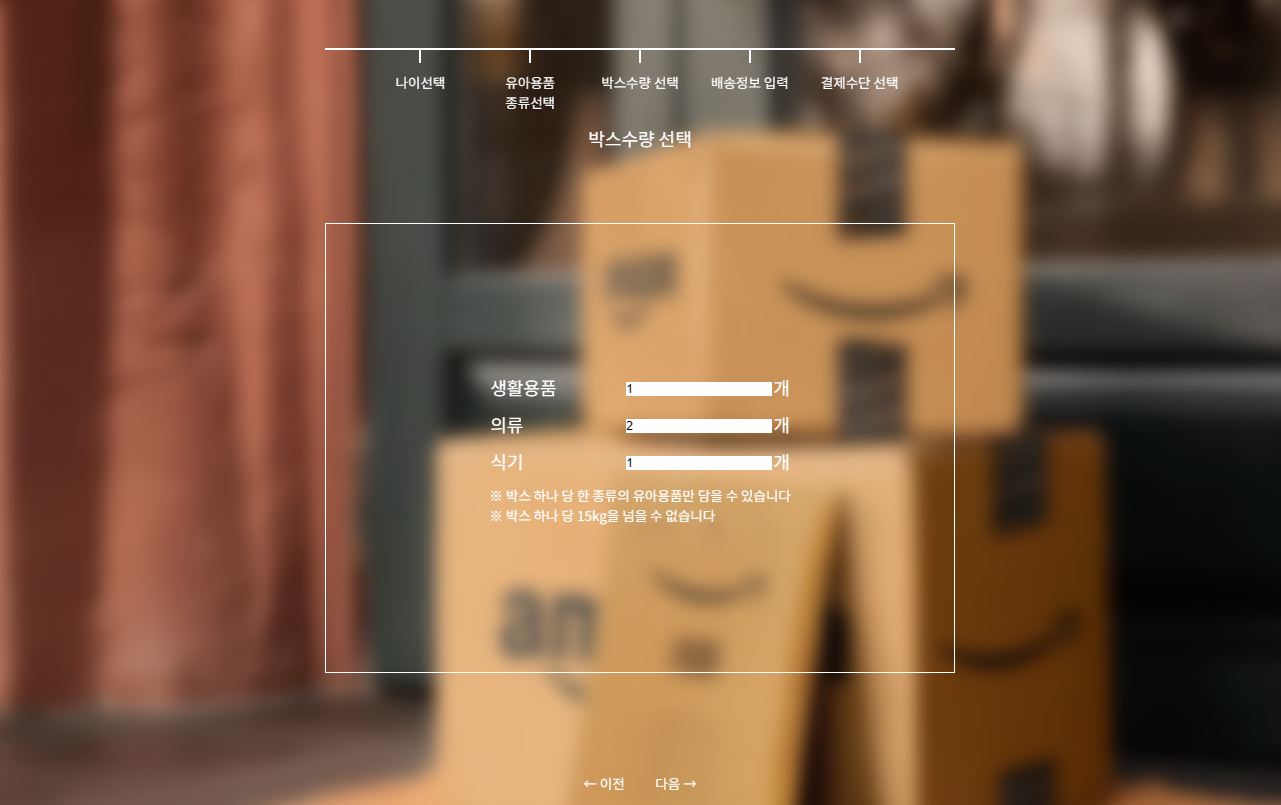 나이선택
유아용품
종류선택
박스수량 선택
배송정보 입력
결제수단 선택
박스수량 선택
생활용품 1 개
의류 2 개
식기 1 개
※ 박스 하나 당 한 종류의 유아용품만 담을 수 있습니다
※ 박스 하나 당 15kg을 넘을 수 없습니다
an
← 이전 다음 →